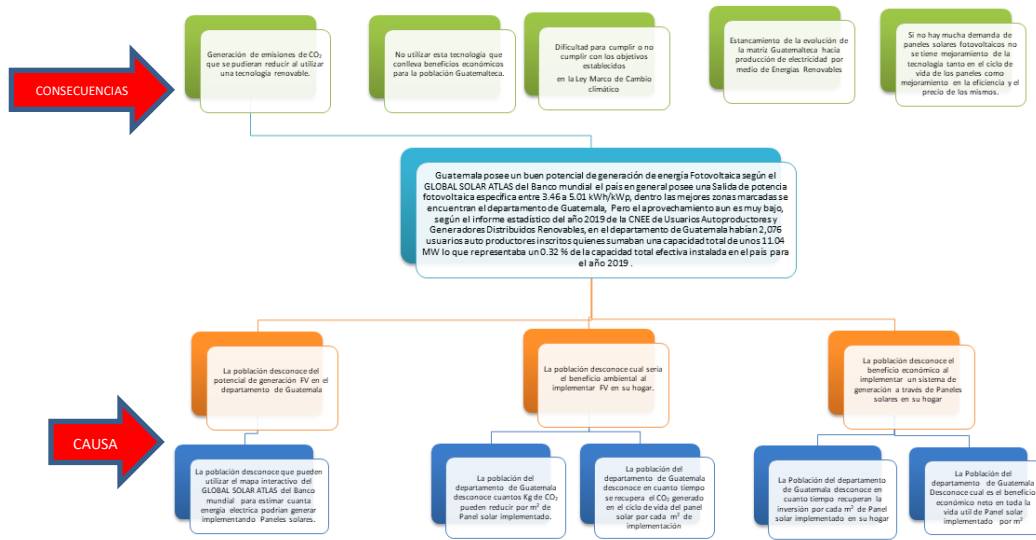 CONSECUENCIAS
Generación de emisiones de CO₂
que se pudieran reducir al utilizar
una tecnología renovable.
No utilizar esta tecnología que
conlleva beneficios económicos
para la población Guatemalteca.
Dificultad para cumplir o no
cumplir con los objetivos
establecidos
en la Ley Marco de Cambio
climático
Estancamiento de la evolución de
la matriz Guatemalteca hacia
producción de electricidad por
medio de Energías Renovables
Si no hay mucha demanda de
paneles solares fotovoltaicos no
se tiene mejoramiento de la
tecnología tanto en el ciclo de
vida de los paneles como
mejoramiento en la eficiencia y el
precio de los mismos.
Guatemala posee un buen potencial de generación de energía Fotovoltaica según el
GLOBAL SOLAR ATLAS del Banco mundial el país en general posee una Salida de potencia
fotovoltaica específica entre 3.46 a 5.01 kWh/kWp, dentro las mejores zonas marcadas se
encuentran el departamento de Guatemala, Pero el aprovechamiento aun es muy bajo,
según el informe estadístico del año 2019 de la CNEE de Usuarios Autoproductores y
Generadores Distribuidos Renovables, en el departamento de Guatemala habían 2,076
usuarios auto productores inscritos quienes sumaban una capacidad total de unos 11.04
MW lo que representaba un 0.32 % de la capacidad total efectiva instalada en el país para
el año 2019 .
La población desconoce del
potencial de generación FV en el
departamento de Guatemala
La población desconoce cual seria
el beneficio ambiental al
implementar FV en su hogar.
La población desconoce el
beneficio económico al
implementar un sistema de
generación a través de Paneles
solares en su hogar
CAUSA
La población desconoce que pueden
utilizar el mapa interactivo del
GLOBAL SOLAR ATLAS del Banco
mundial para estimar cuanta
energía electrica podrían generar
implementando Paneles solares.
La población del
departamento de Guatemala
desconoce cuantos Kg de CO₂
pueden reducir por m² de
Panel solar implementado.
La población del
departamento de Guatemala
desconoce en cuanto tiempo
se recupera el CO₂ generado
en el ciclo de vida del panel
solar por cada m² de
implementación
La Población del departamento
de Guatemala desconoce en
cuanto tiempo recuperan la
inversión por cada m² de Panel
solar implementado en su hogar
La Población del
departamento de Guatemala
Desconoce cual es el beneficio
económico neto en toda la
vida util de Panel solar
implementado por m²